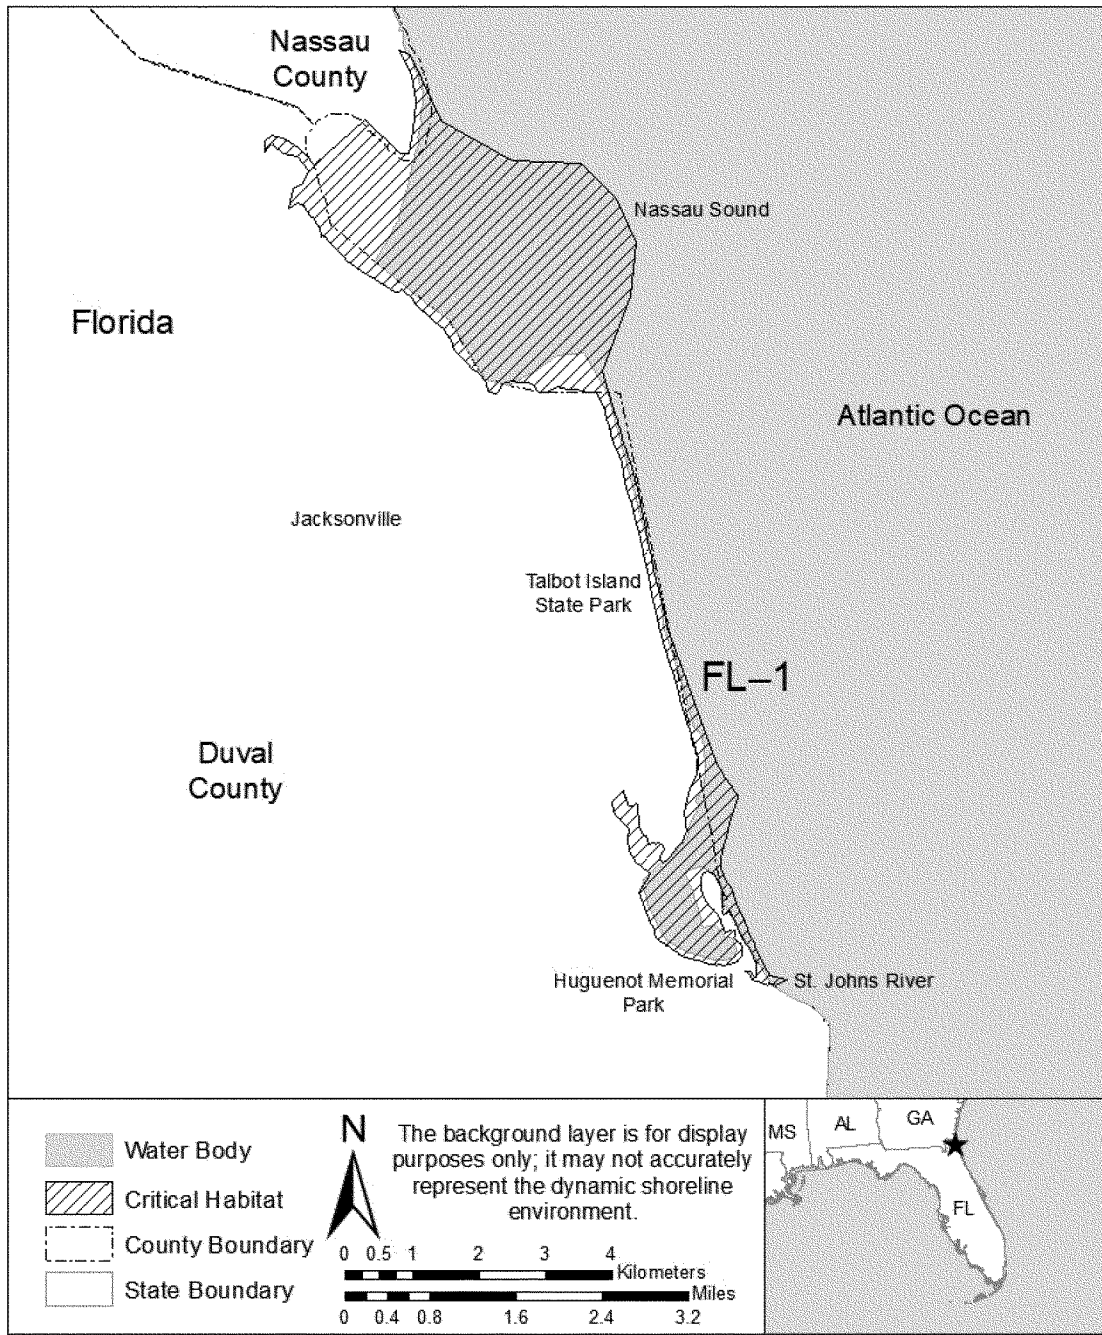 Nassau
County
Nassau Sound
Florida
Atlantic Ocean
Jacksonville
Talbot Island
State Park
FL–1
Duval
County
Huguenot Memorial
Park
St. Johns River
Water Body
Critical Habitat
County Boundary
State Boundary
N
The background layer is for display
purposes only; it may not accurately
represent the dynamic shoreline
environment.
0 0.5 1 2 3 4
Kilometers
Miles
0 0.4 0.8 1.6 2.4 3.2
MS
AL
GA
FL